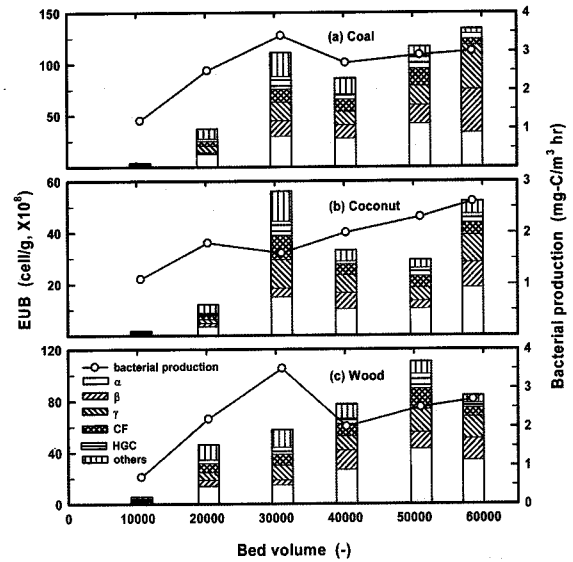 150
100
50
(a) Coal
4
3
2
1
60
40
20
(b) Coconut
3
2
1
0
120
80
40
0
(c) Wood
bacterial production
α
β
γ
CF
HGC
others
4
3
2
1
0
0 10000 20000 30000 40000 50000 60000
Bed volume (-)
EUB (cell/g, X10⁸)
Bacterial production (mg-C/m³ hr)